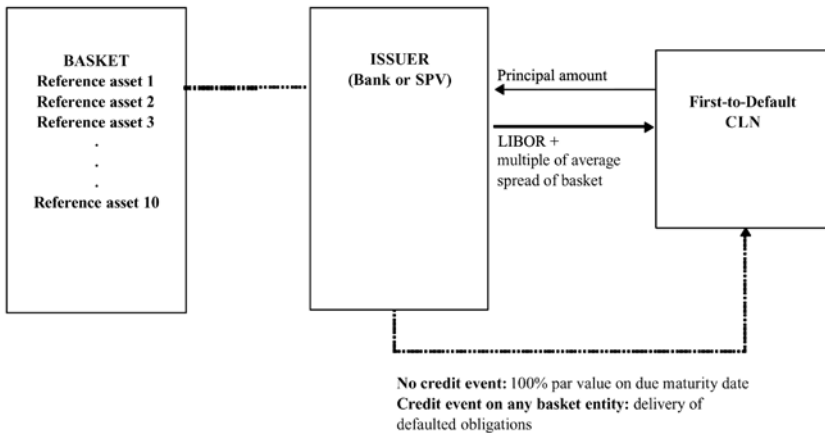 BASKET
Reference asset 1
Reference asset 2
Reference asset 3
.
.
.
Reference asset 10
ISSUER
(Bank or SPV)
Principal amount
LIBOR +
multiple of average
spread of basket
First-to-Default
CLN
No credit event: 100% par value on due maturity date
Credit event on any basket entity: delivery of
defaulted obligations